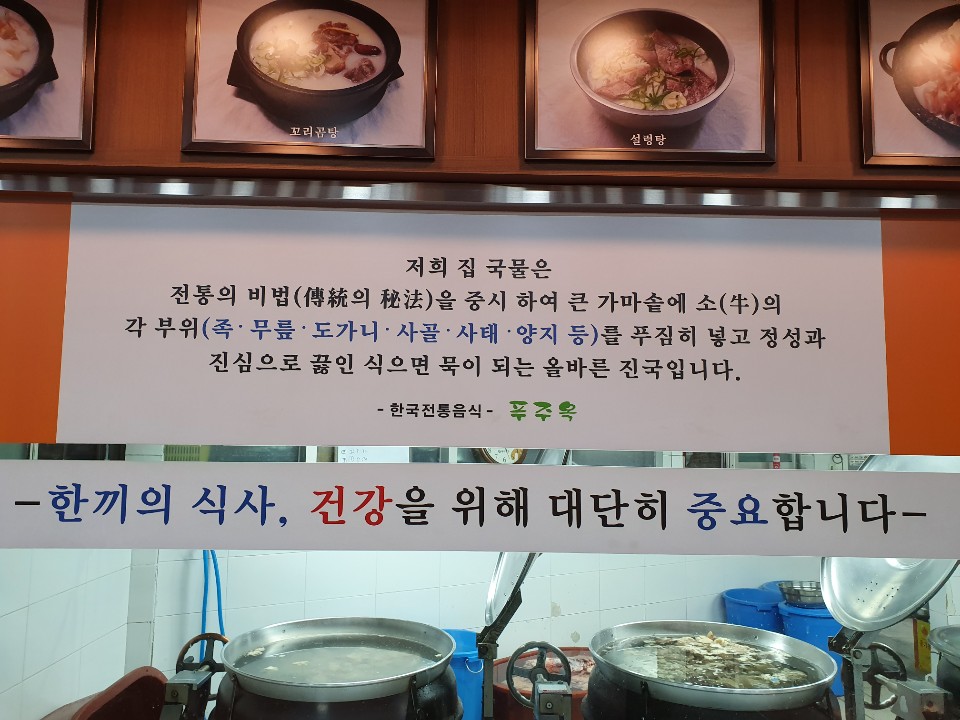 꼬리곰탕
설렁탕
저희 집 국물은
전통의 비법(傳統의 秘法)을 중시 하여 큰 가마솥에 소(牛)의
각 부위(족·무릎·도가니·사골·사태·양지 등)를 푸짐히 넣고 정성과
진심으로 끓인 식으면 묵이 되는 올바른 진국입니다.
-한국전통음식- 푸주옥
-한끼의 식사, 건강을 위해 대단히 중요합니다-